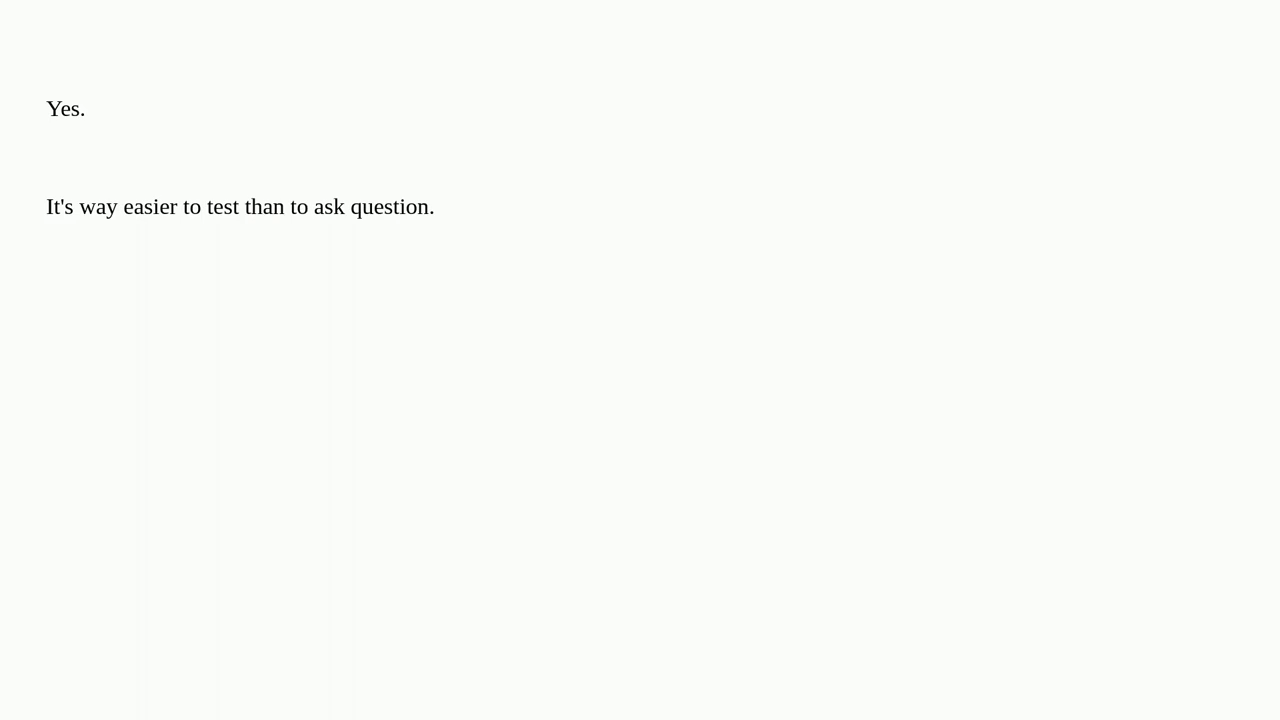 Yes.
It's way easier to test than to ask question.